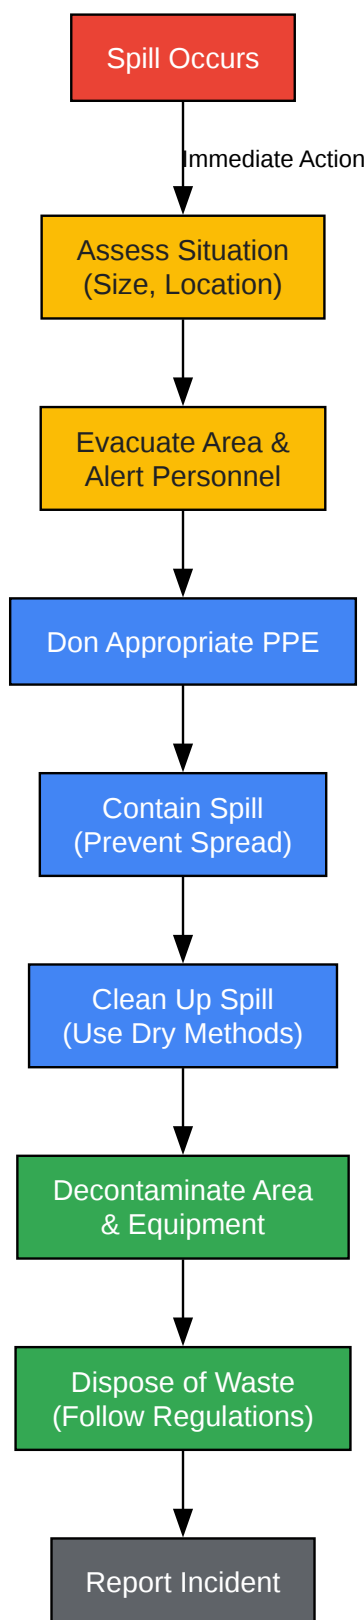 Spill Occurs
Immediate Action
Assess Situation
(Size, Location)
Evacuate Area &
Alert Personnel
Don Appropriate PPE
Contain Spill
(Prevent Spread)
Clean Up Spill
(Use Dry Methods)
Decontaminate Area
& Equipment
Dispose of Waste
(Follow Regulations)
Report Incident